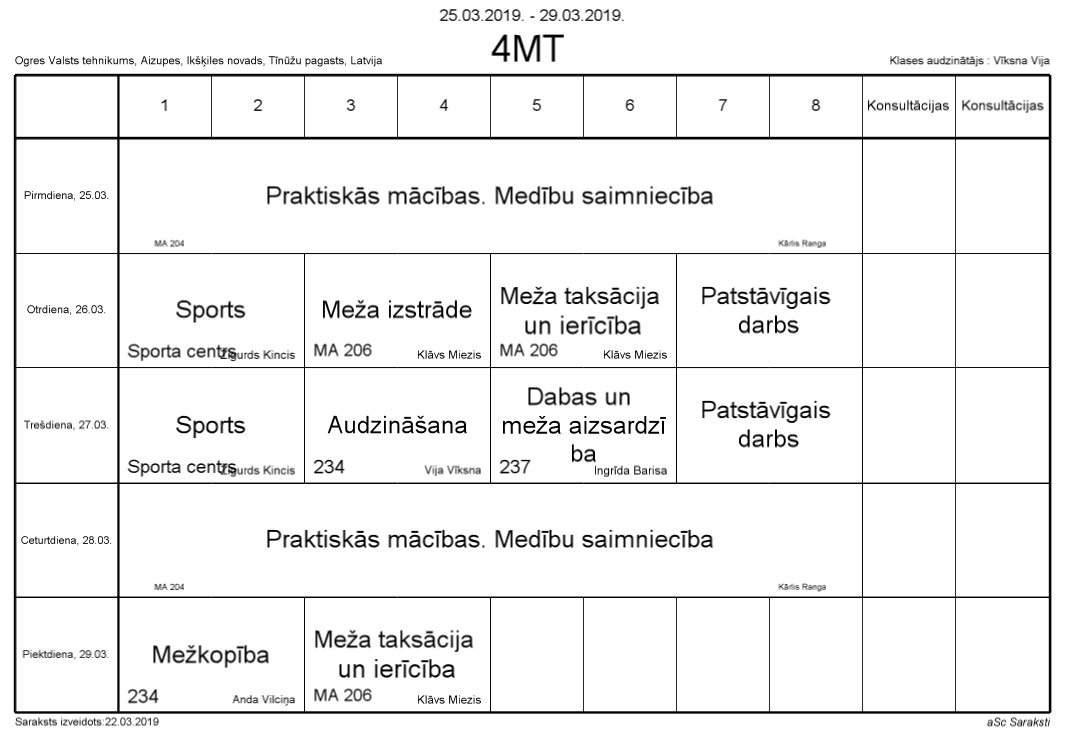 25.03.2019. - 29.03.2019.
4MT
Ogres Valsts tehnikums, Aizupes, Ikšķiles novads, Tīnūžu pagasts, Latvija
Klases audzinātājs : Vīksna Vija
1 2 3 4 5 6 7 8 Konsultācijas Konsultācijas
Pirmdiena, 25.03.
Praktiskās mācības. Medību saimniecība
MA 204 Kārlis Ranga
Otrdiena, 26.03.
Sports
Sporta centrs Zigurds Kincis
Meža izstrāde
MA 206 Klāvs Miezis
Meža taksācija
un ierīcība
MA 206 Klāvs Miezis
Patstāvīgais
darbs
Trešdiena, 27.03.
Sports
Sporta centrs Zigurds Kincis
Audzināšana
234 Vija Vīksna
Dabas un
meža aizsardzī
ba
237 Ingrīda Barisa
Patstāvīgais
darbs
Ceturtdiena, 28.03.
Praktiskās mācības. Medību saimniecība
MA 204 Kārlis Ranga
Piektdiena, 29.03.
Mežkopība
234 Anda Vilciņa
Meža taksācija
un ierīcība
MA 206 Klāvs Miezis
Saraksts izveidots:22.03.2019
aSc Saraksti